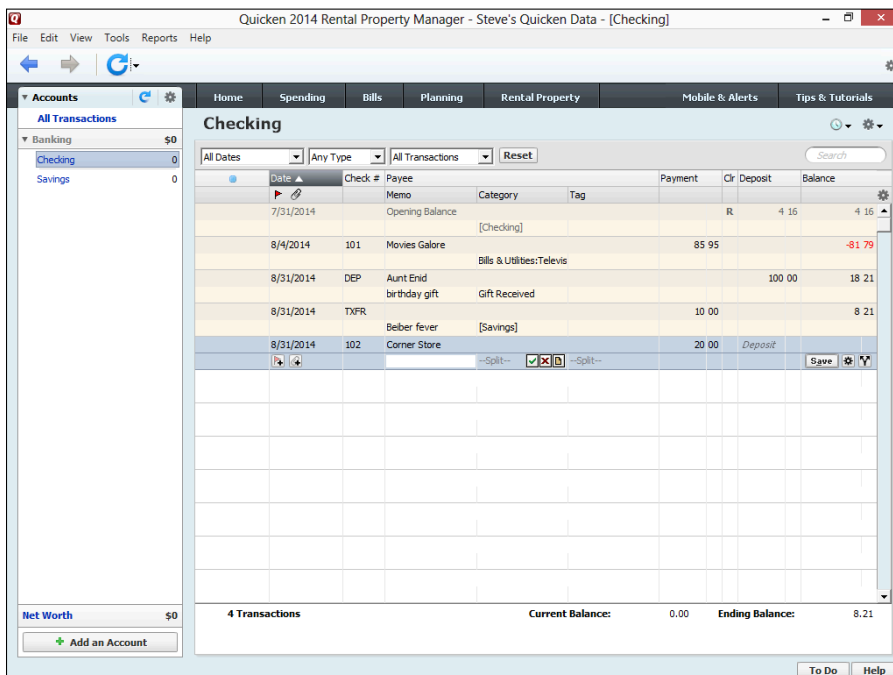 Quicken 2014 Rental Property Manager - Steve's Quicken Data - [Checking]
File Edit View Tools Reports Help
Accounts
All Transactions
Banking $0
Checking 0
Savings 0
Net Worth $0
Add an Account
Home Spending Bills Planning Rental Property Mobile & Alerts Tips & Tutorials
Checking
All Dates Any Type All Transactions Reset Search
Date Check # Payee Payment Clr Deposit Balance
Memo Category Tag
7/31/2014 Opening Balance R 4 16 4 16
[Checking]
8/4/2014 101 Movies Galore 85 95 -81 79
Bills & Utilities:Televis
8/31/2014 DEP Aunt Enid 100 00 18 21
birthday gift Gift Received
8/31/2014 TXFR 10 00 8 21
Beiber fever [Savings]
8/31/2014 102 Corner Store 20 00 Deposit
--Split-- --Split-- Save
4 Transactions Current Balance: 0.00 Ending Balance: 8.21
To Do Help